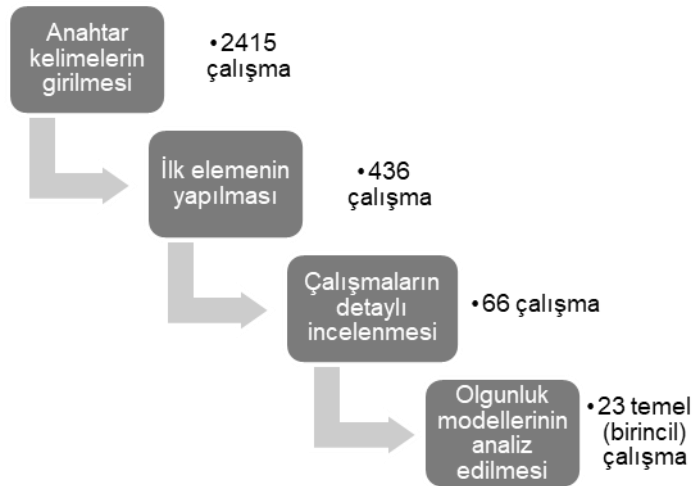 Anahtar
kelimelerin
girilmesi
•2415
çalışma
İlk elemenin
yapılması
•436
çalışma
Çalışmaların
detaylı
incelenmesi
•66 çalışma
Olgunluk
modellerinin
analiz
edilmesi
•23 temel
(birincil)
çalışma